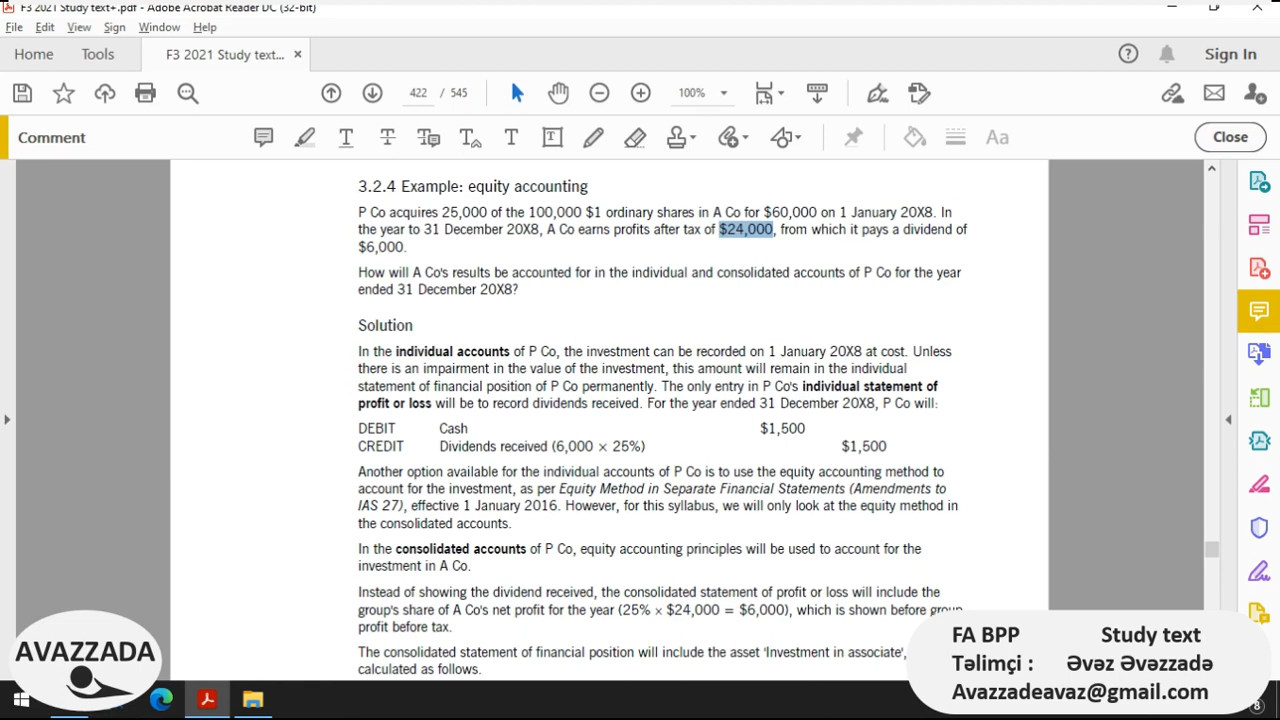 F3 2021 Study text+.pdf - Adobe Acrobat Reader DC (32-bit)
File Edit View Sign Window Help
Home Tools F3 2021 Study text... × Sign In
422 / 545 100%
Comment Close
3.2.4 Example: equity accounting
P Co acquires 25,000 of the 100,000 $1 ordinary shares in A Co for $60,000 on 1 January 20X8. In
the year to 31 December 20X8, A Co earns profits after tax of $24,000, from which it pays a dividend of
$6,000.
How will A Co's results be accounted for in the individual and consolidated accounts of P Co for the year
ended 31 December 20X8?
Solution
In the individual accounts of P Co, the investment can be recorded on 1 January 20X8 at cost. Unless
there is an impairment in the value of the investment, this amount will remain in the individual
statement of financial position of P Co permanently. The only entry in P Co's individual statement of
profit or loss will be to record dividends received. For the year ended 31 December 20X8, P Co will:
DEBIT Cash $1,500
CREDIT Dividends received (6,000 × 25%) $1,500
Another option available for the individual accounts of P Co is to use the equity accounting method to
account for the investment, as per Equity Method in Separate Financial Statements (Amendments to
IAS 27), effective 1 January 2016. However, for this syllabus, we will only look at the equity method in
the consolidated accounts.
In the consolidated accounts of P Co, equity accounting principles will be used to account for the
investment in A Co.
Instead of showing the dividend received, the consolidated statement of profit or loss will include the
group's share of A Co's net profit for the year (25% × $24,000 = $6,000), which is shown before group
profit before tax.
The consolidated statement of financial position will include the asset 'Investment in associate',
calculated as follows.
AVAZZADA
FA BPP Study text
Təlimçi : Əvəz Əvəzzadə
Avazzadeavaz@gmail.com